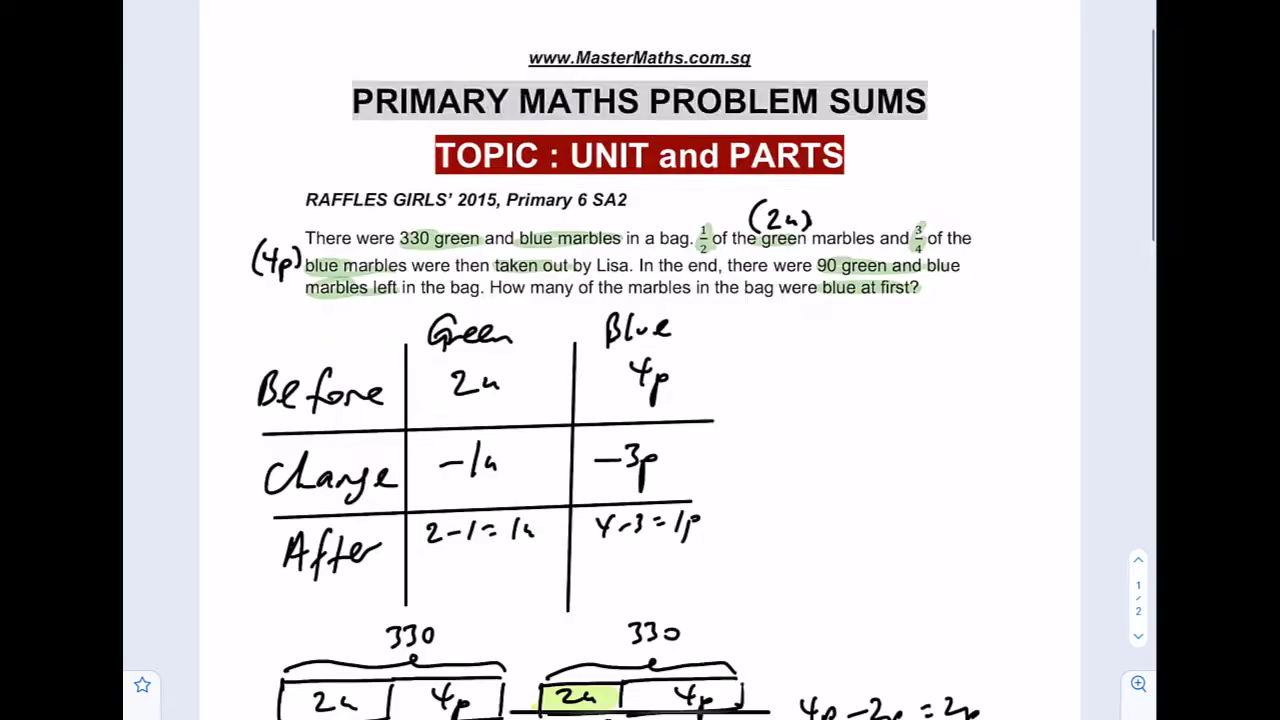 www.MasterMaths.com.sg
PRIMARY MATHS PROBLEM SUMS
TOPIC : UNIT and PARTS
RAFFLES GIRLS' 2015, Primary 6 SA2
(2u)
There were 330 green and blue marbles in a bag. 1/2 of the green marbles and 3/4 of the
(4p) blue marbles were then taken out by Lisa. In the end, there were 90 green and blue
marbles left in the bag. How many of the marbles in the bag were blue at first?
Green Blue
Before 2u 4p
Change -1u -3p
After 2-1=1u 4-3=1p
330 330
2u 4p 2u 4p 4p-2p=2p
1
2